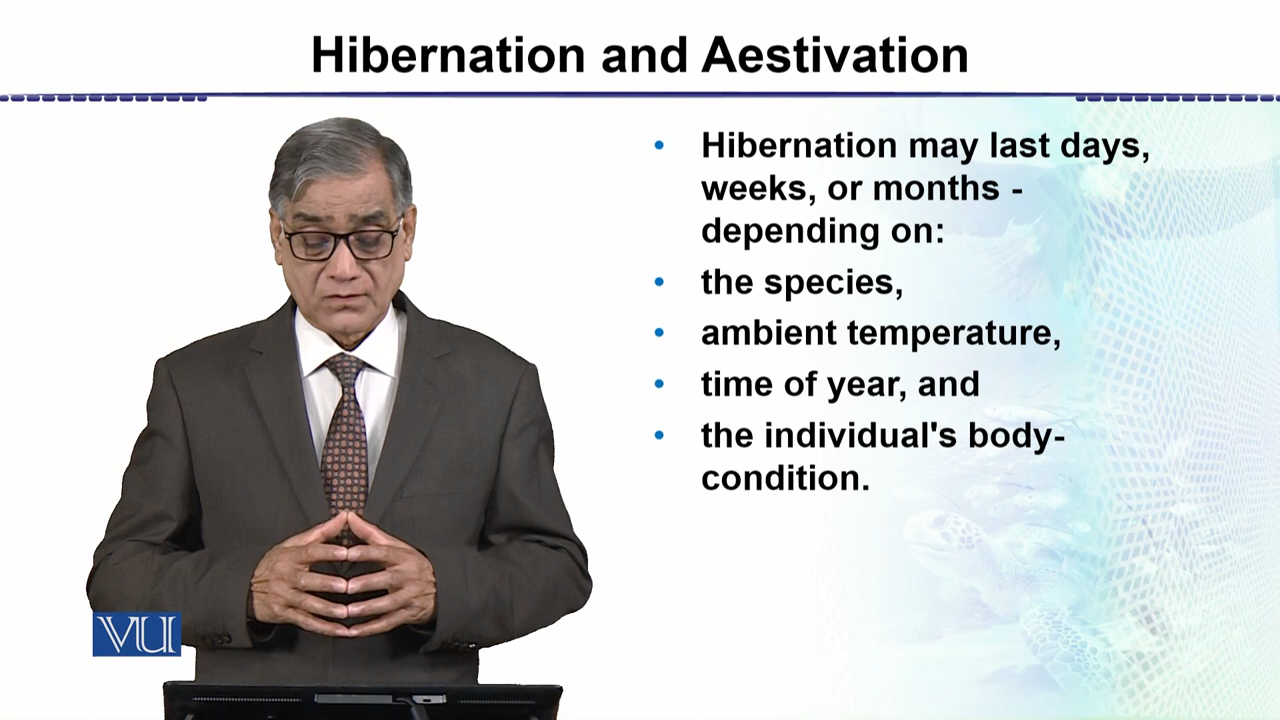 Hibernation and Aestivation
• Hibernation may last days,
weeks, or months -
depending on:
• the species,
• ambient temperature,
• time of year, and
• the individual's body-
condition.
VU